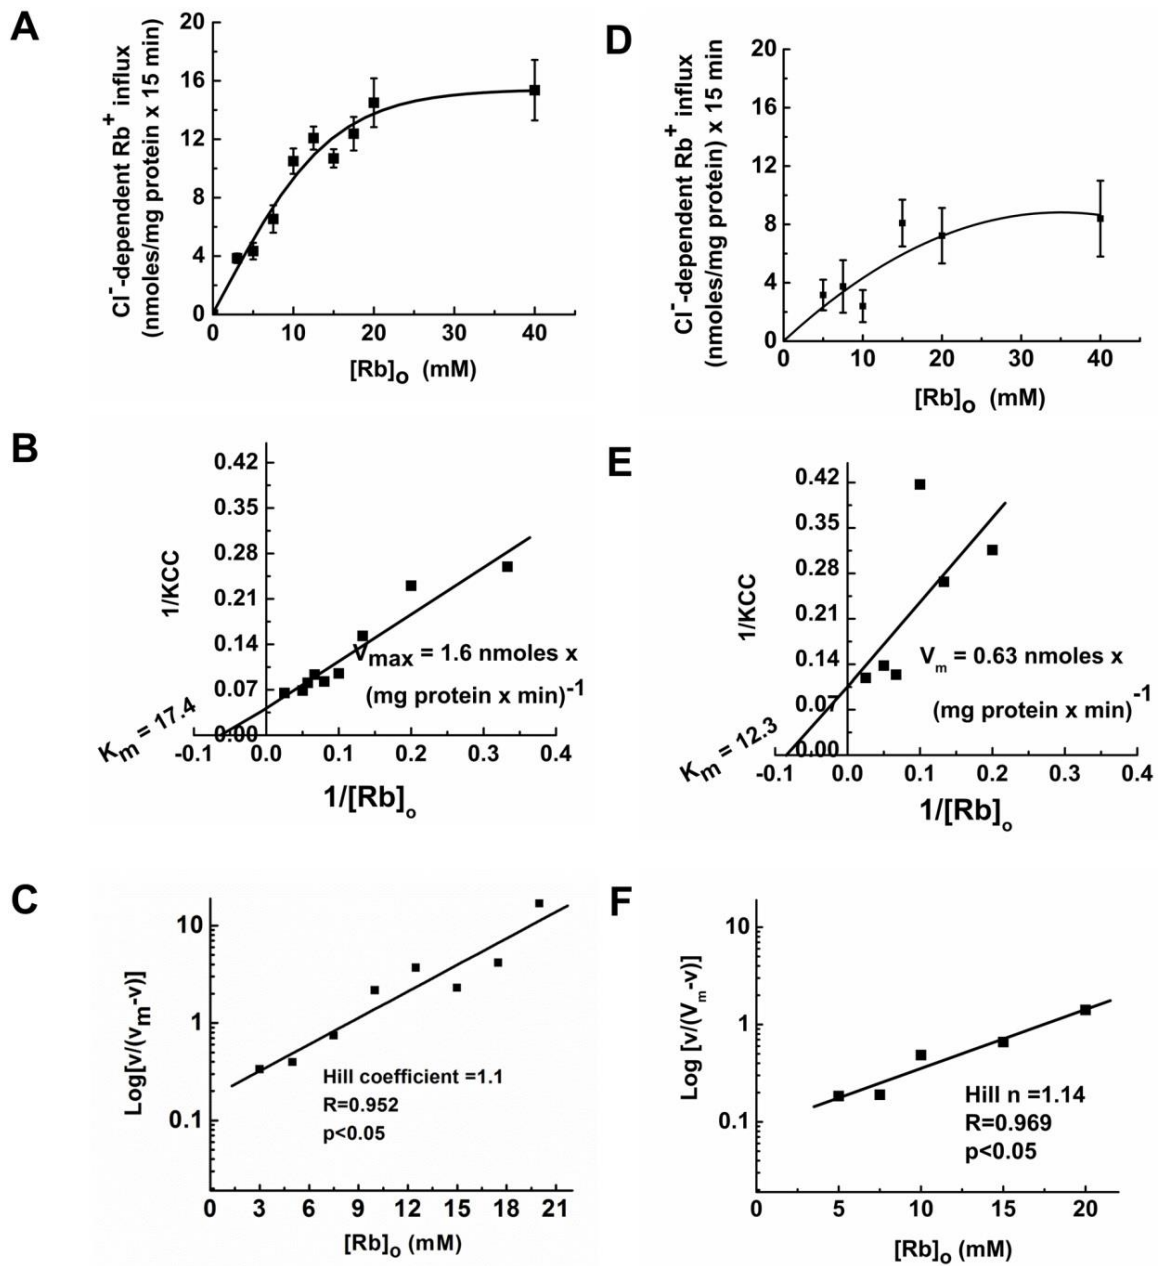 A
Cl⁻-dependent Rb⁺ influx
(nmoles/mg protein x 15 min)
20
16
12
8
4
0
0 10 20 30 40
[Rb]o (mM)
D
Cl⁻-dependent Rb⁺ influx
(nmoles/mg protein) x 15 min
20
16
12
8
4
0
0 10 20 30 40
[Rb]o (mM)
B
1/KCC
0.42
0.35
0.28
0.21
0.14
0.07
0.00
Vmax = 1.6 nmoles x
(mg protein x min)⁻¹
Km = 17.4
-0.1 0.0 0.1 0.2 0.3 0.4
1/[Rb]o
E
1/KCC
0.42
0.35
0.28
0.21
0.14
0.07
0.00
Vm = 0.63 nmoles x
(mg protein x min)⁻¹
Km = 12.3
-0.1 0.0 0.1 0.2 0.3 0.4
1/[Rb]o
C
Log[v/(vm-v)]
10
1
0.1
Hill coefficient =1.1
R=0.952
p<0.05
0 3 6 9 12 15 18 21
[Rb]o (mM)
F
Log [v/(Vm-v)]
10
1
0.1
Hill n =1.14
R=0.969
p<0.05
0 5 10 15 20
[Rb]o (mM)